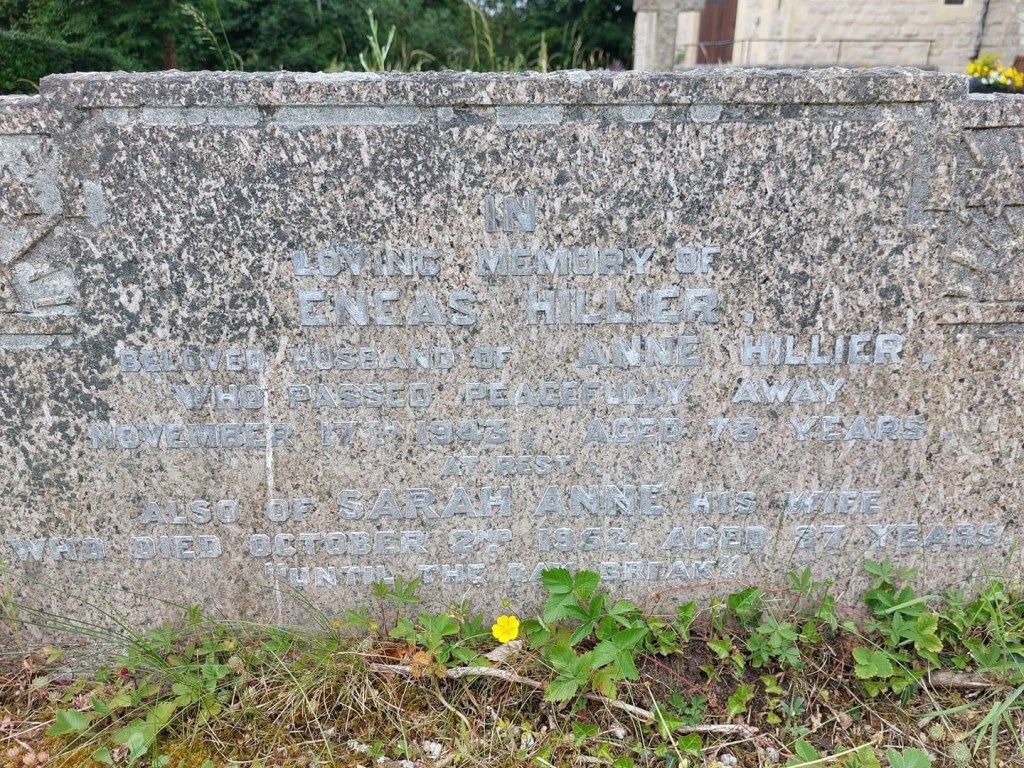 IN
LOVING MEMORY OF
ENEAS HILLIER,
BELOVED HUSBAND OF ANNE HILLIER,
WHO PASSED PEACEFULLY AWAY
NOVEMBER 17TH 1943. AGED 78 YEARS.
AT REST.
ALSO OF SARAH ANNE HIS WIFE
WHO DIED OCTOBER 2ND 1962. AGED 87 YEARS.
"UNTIL THE DAY BREAK"